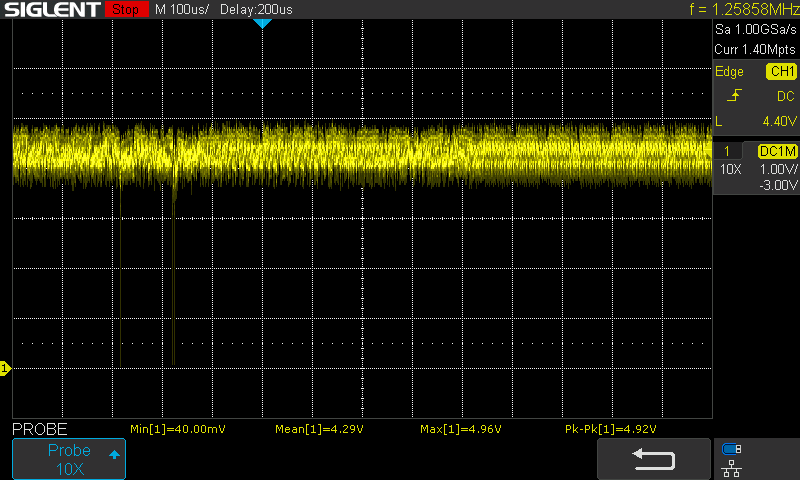 SIGLENT Stop M 100us/ Delay:200us f = 1.25858MHz
Sa 1.00GSa/s
Curr 1.40Mpts
Edge CH1
DC
L 4.40V
1 DC1M
10X 1.00V/
-3.00V
1
PROBE Min[1]=40.00mV Mean[1]=4.29V Max[1]=4.96V Pk-Pk[1]=4.92V
Probe
10X